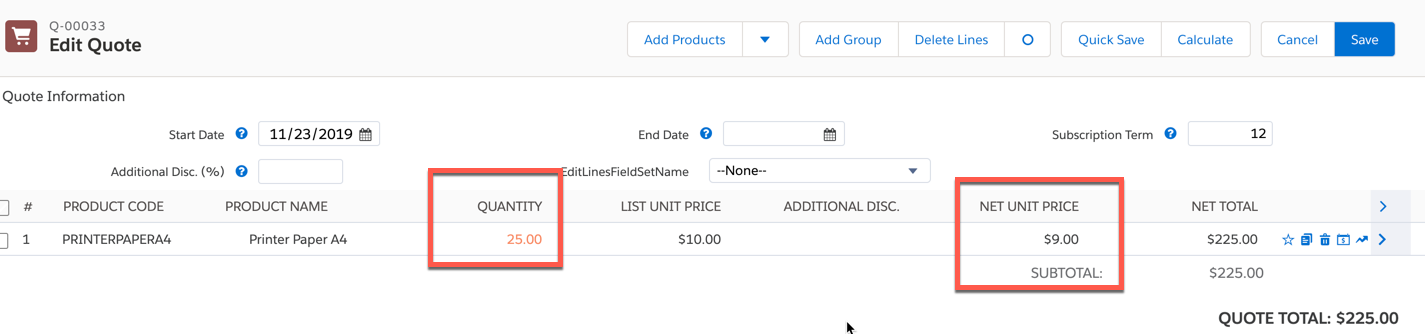 Q-00033
Edit Quote
Add Products Add Group Delete Lines Quick Save Calculate Cancel Save
Quote Information
Start Date ? 11/23/2019 End Date ? Subscription Term ? 12
Additional Disc. (%) ? EditLinesFieldSetName --None--
# PRODUCT CODE PRODUCT NAME QUANTITY LIST UNIT PRICE ADDITIONAL DISC. NET UNIT PRICE NET TOTAL
1 PRINTERPAPERA4 Printer Paper A4 25.00 $10.00 $9.00 $225.00
SUBTOTAL: $225.00
QUOTE TOTAL: $225.00